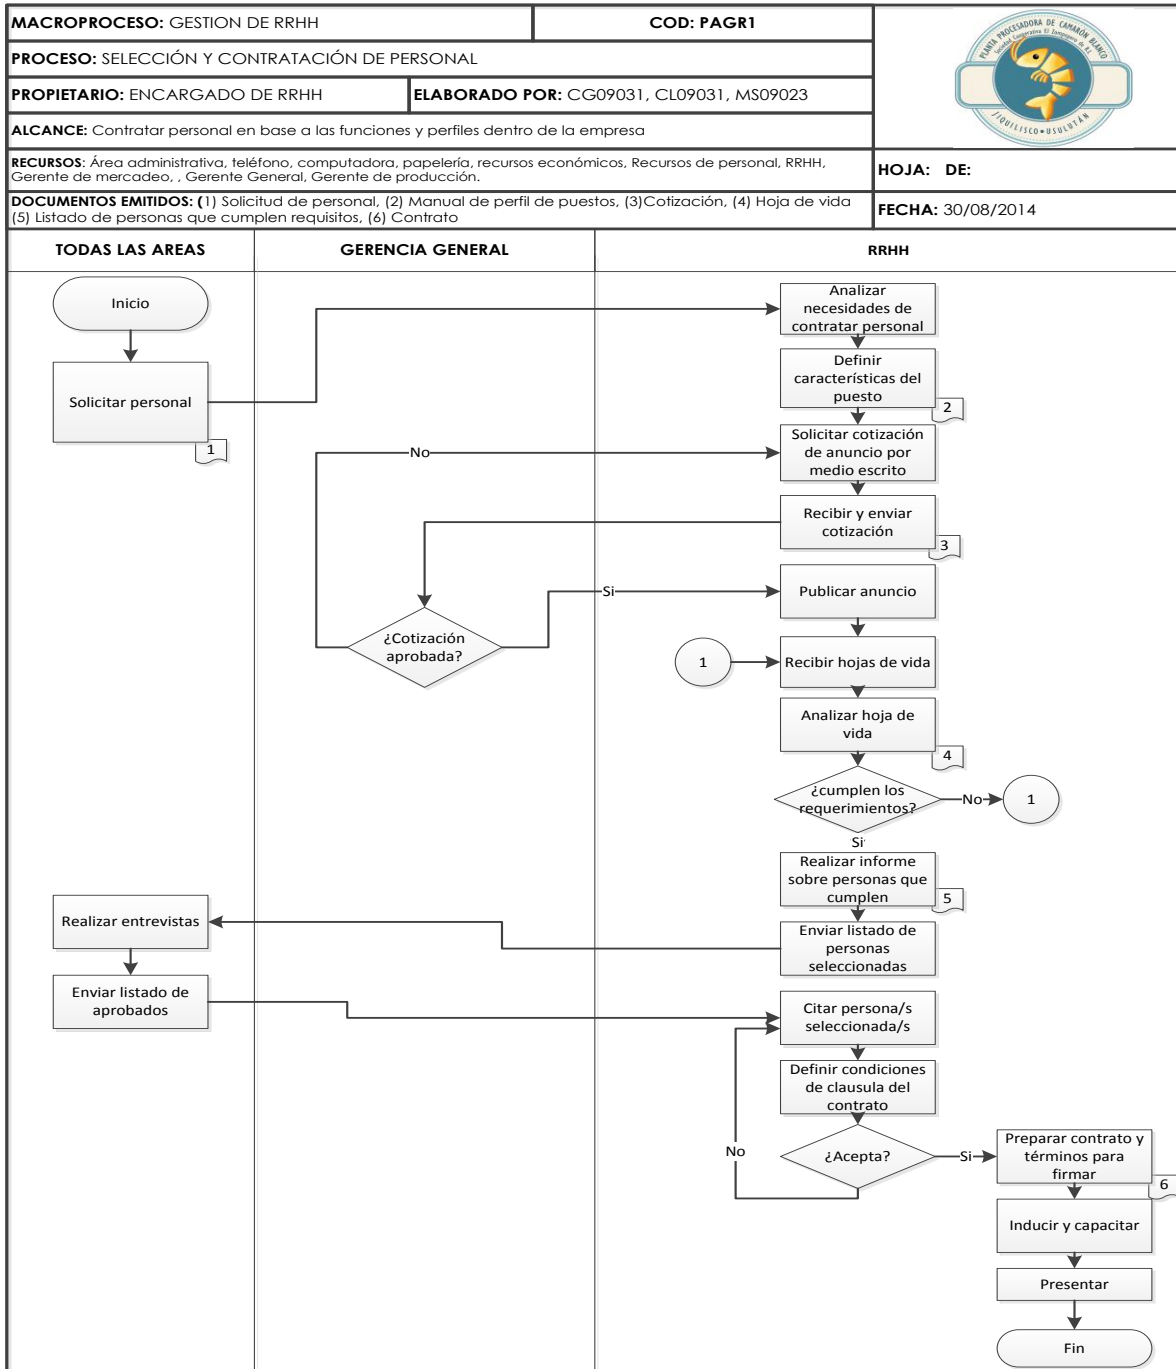 MACROPROCESO: GESTION DE RRHH
COD: PAGR1
PROCESO: SELECCIÓN Y CONTRATACIÓN DE PERSONAL
PROPIETARIO: ENCARGADO DE RRHH
ELABORADO POR: CG09031, CL09031, MS09023
ALCANCE: Contratar personal en base a las funciones y perfiles dentro de la empresa
RECURSOS: Área administrativa, teléfono, computadora, papelería, recursos económicos, Recursos de personal, RRHH,
Gerente de mercadeo, , Gerente General, Gerente de producción.
DOCUMENTOS EMITIDOS: (1) Solicitud de personal, (2) Manual de perfil de puestos, (3)Cotización, (4) Hoja de vida
(5) Listado de personas que cumplen requisitos, (6) Contrato
PLANTA PROCESADORA DE CAMARÓN BLANCO
JIQUILISCO • USULUTÁN
HOJA: DE:
FECHA: 30/08/2014
TODAS LAS AREAS
GERENCIA GENERAL
RRHH
Inicio
Solicitar personal
1
Analizar
necesidades de
contratar personal
Definir
características del
puesto
2
Solicitar cotización
de anuncio por
medio escrito
No
Recibir y enviar
cotización
3
¿Cotización
aprobada?
Si
Publicar anuncio
1
Recibir hojas de vida
Analizar hoja de
vida
4
¿cumplen los
requerimientos?
No
1
Si
Realizar informe
sobre personas que
cumplen
5
Enviar listado de
personas
seleccionadas
Realizar entrevistas
Enviar listado de
aprobados
Citar persona/s
seleccionada/s
Definir condiciones
de clausula del
contrato
¿Acepta?
No
Si
Preparar contrato y
términos para
firmar
6
Inducir y capacitar
Presentar
Fin